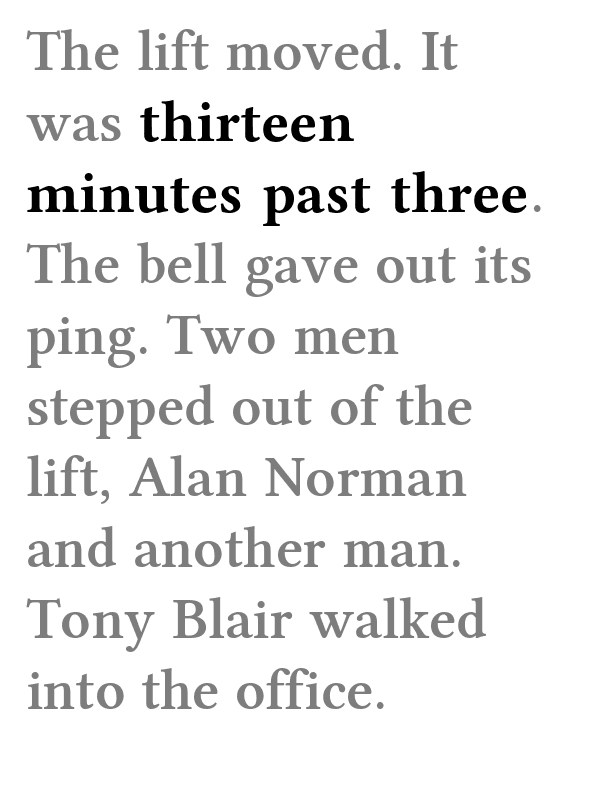 The lift moved. It
was thirteen
minutes past three.
The bell gave out its
ping. Two men
stepped out of the
lift, Alan Norman
and another man.
Tony Blair walked
into the office.